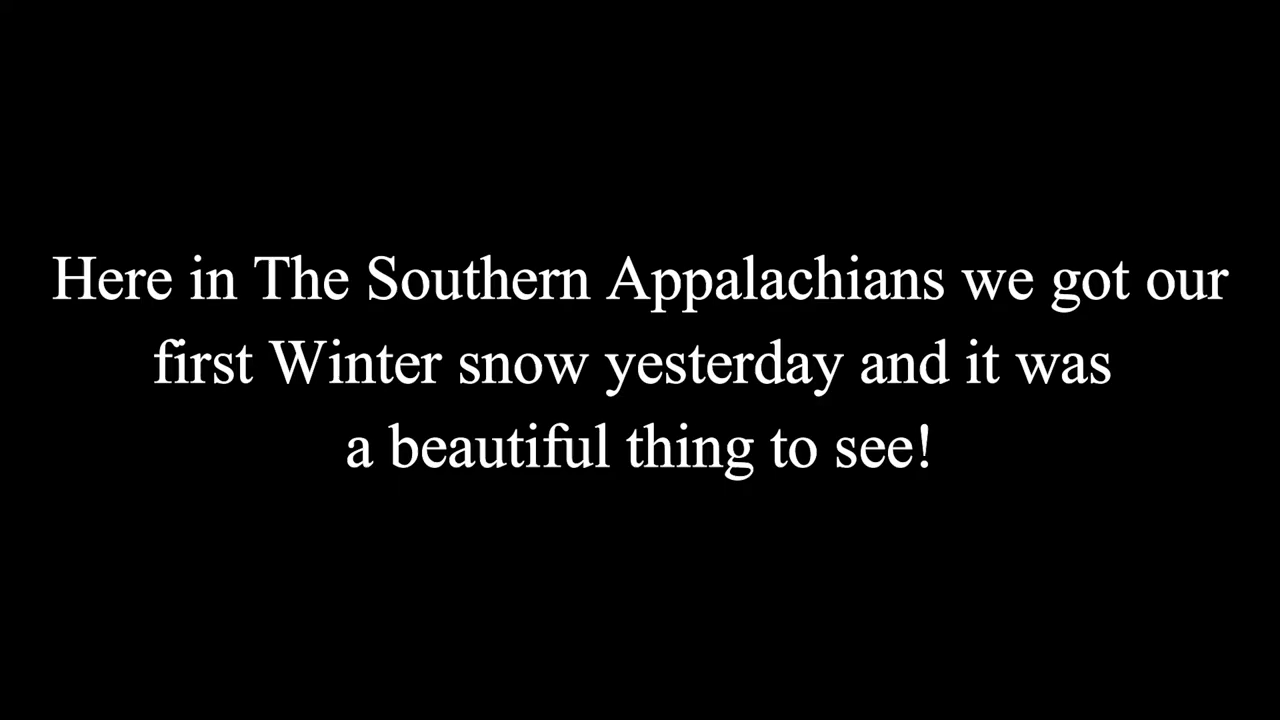 Here in The Southern Appalachians we got our
first Winter snow yesterday and it was
a beautiful thing to see!